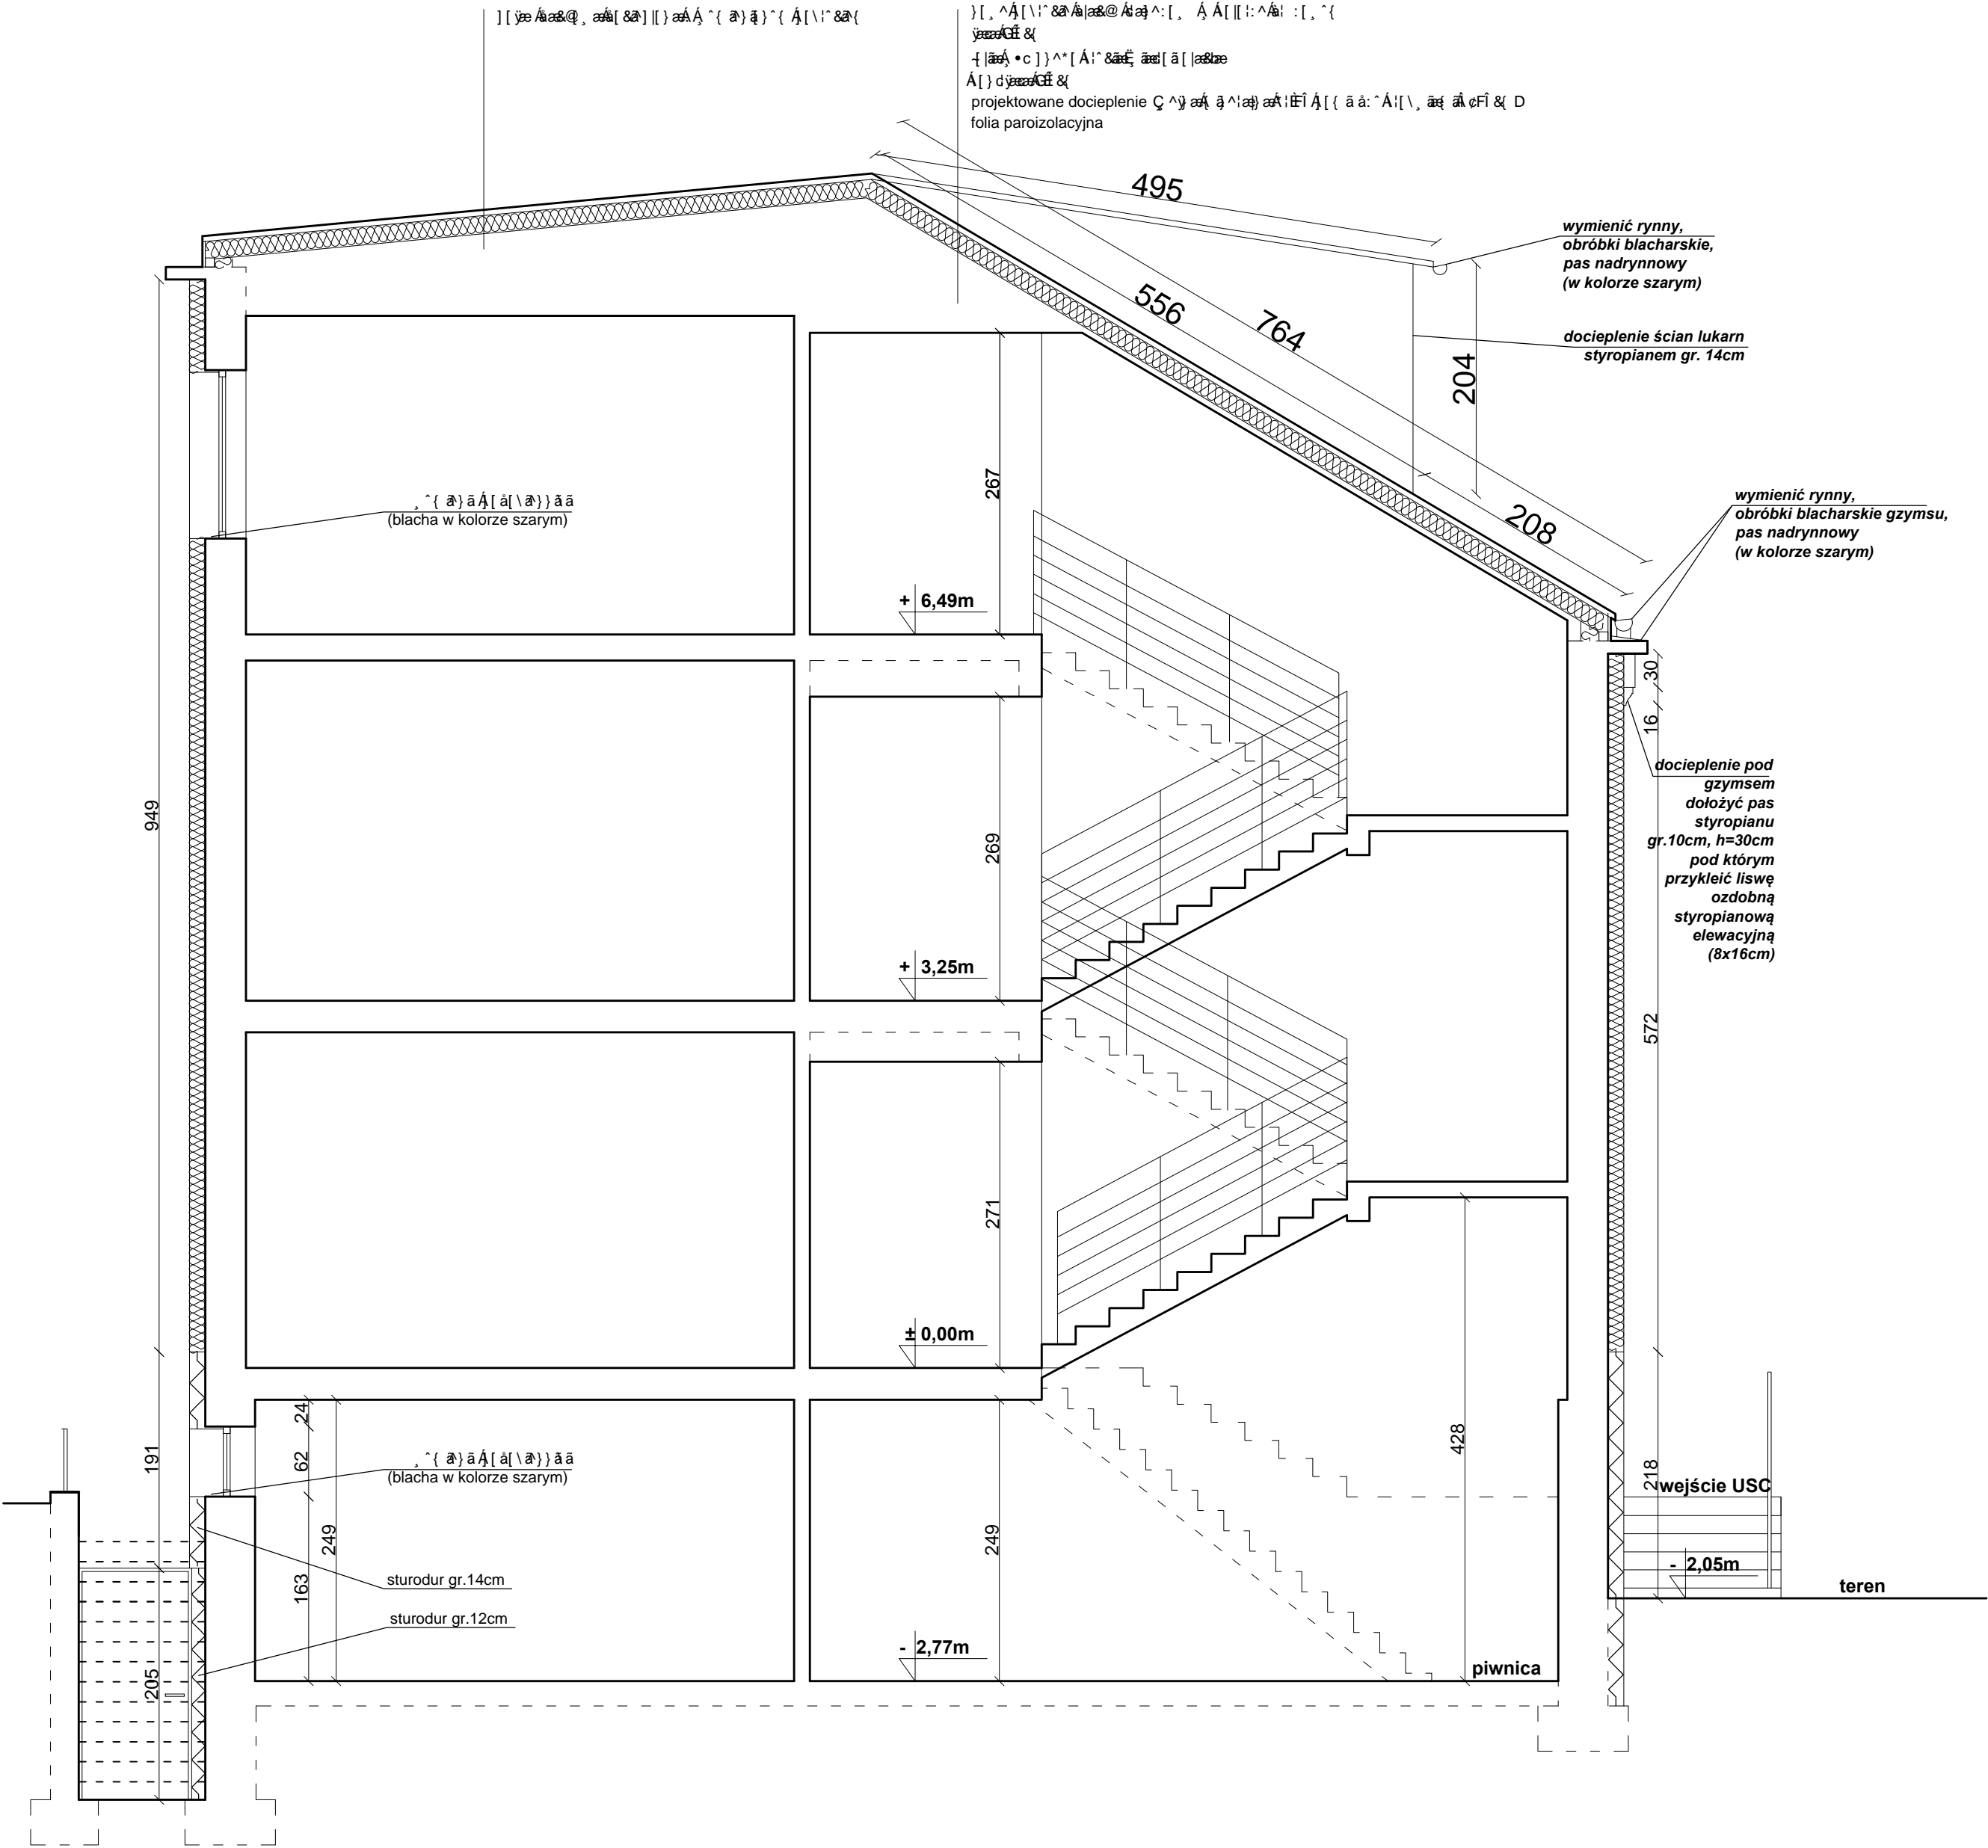 projektowane docieplenie
folia paroizolacyjna
495
wymienić rynny,
obróbki blacharskie,
pas nadrynnowy
(w kolorze szarym)
556
764
docieplenie ścian lukarn
styropianem gr. 14cm
204
208
wymienić rynny,
obróbki blacharskie gzymsu,
pas nadrynnowy
(w kolorze szarym)
(blacha w kolorze szarym)
267
+ 6,49m
30
16
docieplenie pod
gzymsem
dołożyć pas
styropianu
gr.10cm, h=30cm
pod którym
przykleić liswę
ozdobną
styropianową
elewacyjną
(8x16cm)
949
269
+ 3,25m
572
271
± 0,00m
24
62
163
249
191
(blacha w kolorze szarym)
249
428
218
wejście USC
- 2,05m
teren
sturodur gr.14cm
sturodur gr.12cm
205
- 2,77m
piwnica